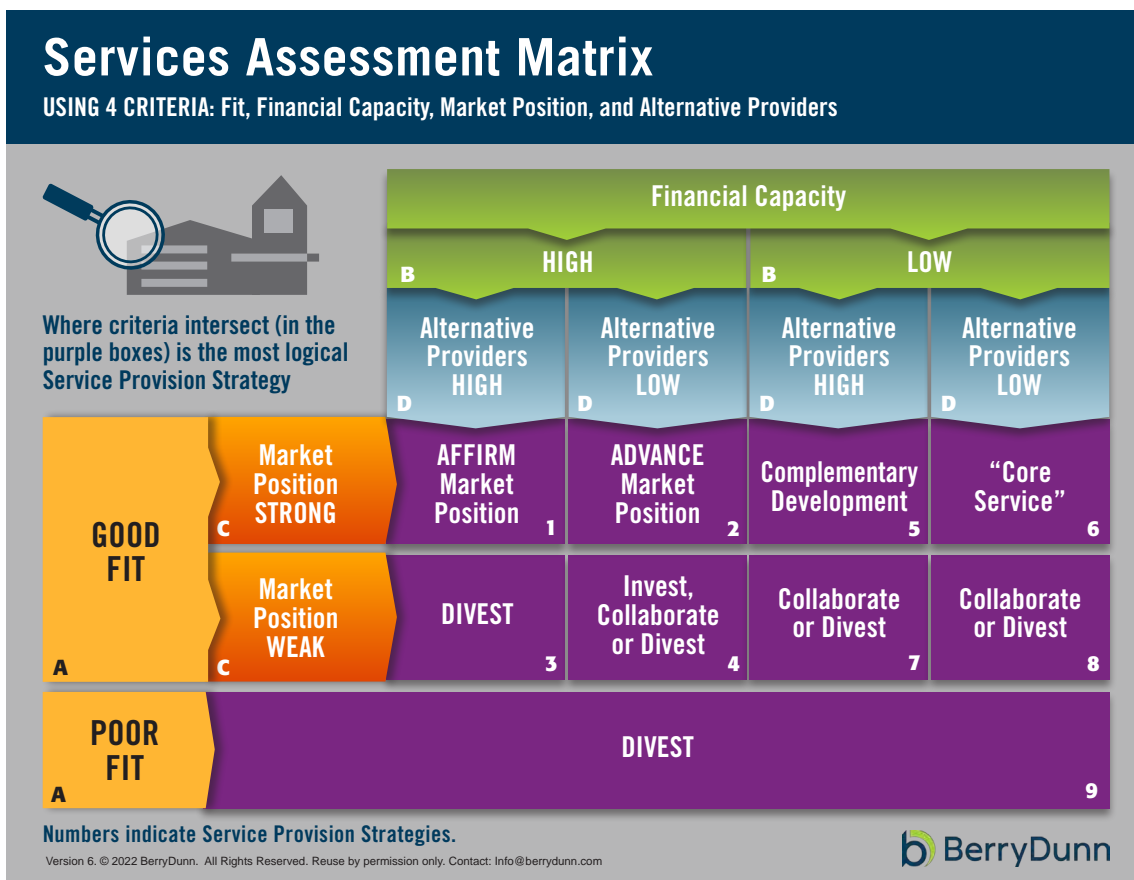 Services Assessment Matrix
USING 4 CRITERIA: Fit, Financial Capacity, Market Position, and Alternative Providers
Financial Capacity
B
HIGH
B
LOW
Where criteria intersect (in the
purple boxes) is the most logical
Service Provision Strategy
Alternative
Providers
HIGH
D
Alternative
Providers
LOW
D
Alternative
Providers
HIGH
D
Alternative
Providers
LOW
D
GOOD
FIT
A
Market
Position
STRONG
C
AFFIRM
Market
Position
1
ADVANCE
Market
Position
2
Complementary
Development
5
“Core
Service”
6
Market
Position
WEAK
C
DIVEST
3
Invest,
Collaborate
or Divest
4
Collaborate
or Divest
7
Collaborate
or Divest
8
POOR
FIT
A
DIVEST
9
Numbers indicate Service Provision Strategies.
Version 6. © 2022 BerryDunn. All Rights Reserved. Reuse by permission only. Contact: Info@berrydunn.com
b BerryDunn